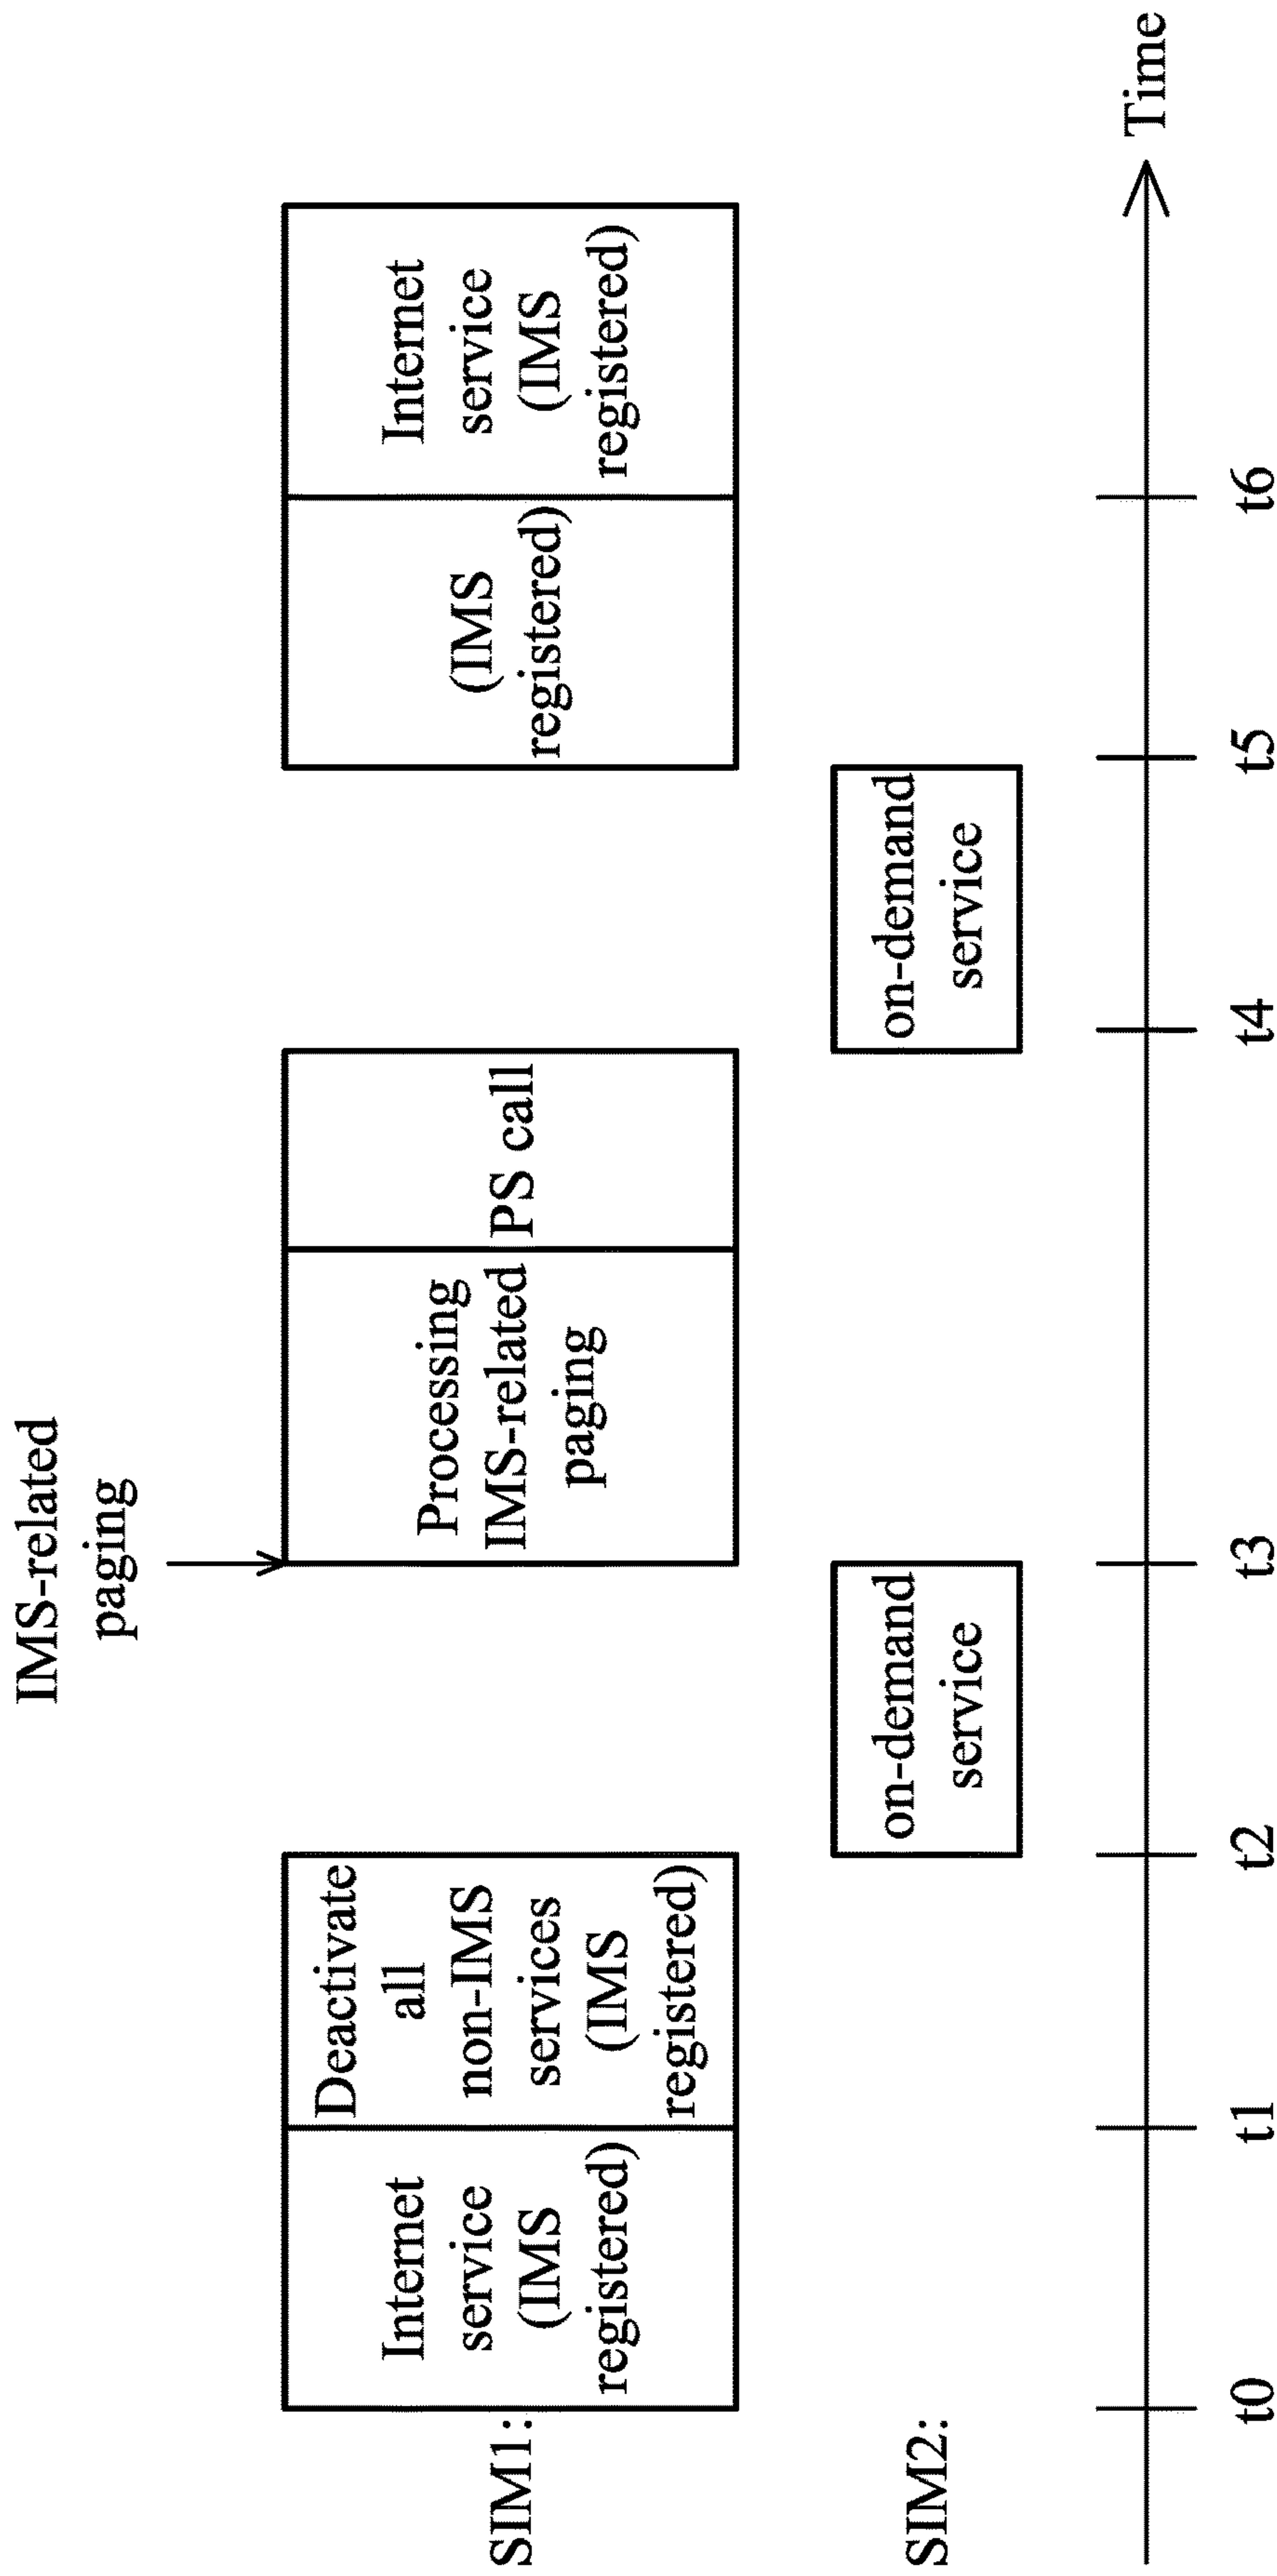 IMS-related
paging
SIM1:
Internet
service
(IMS
registered)
Deactivate
all
non-IMS
services
(IMS
registered)
Processing
IMS-related
paging
PS call
(IMS
registered)
Internet
service
(IMS
registered)
SIM2:
on-demand
service
on-demand
service
t0
t1
t2
t3
t4
t5
t6
Time